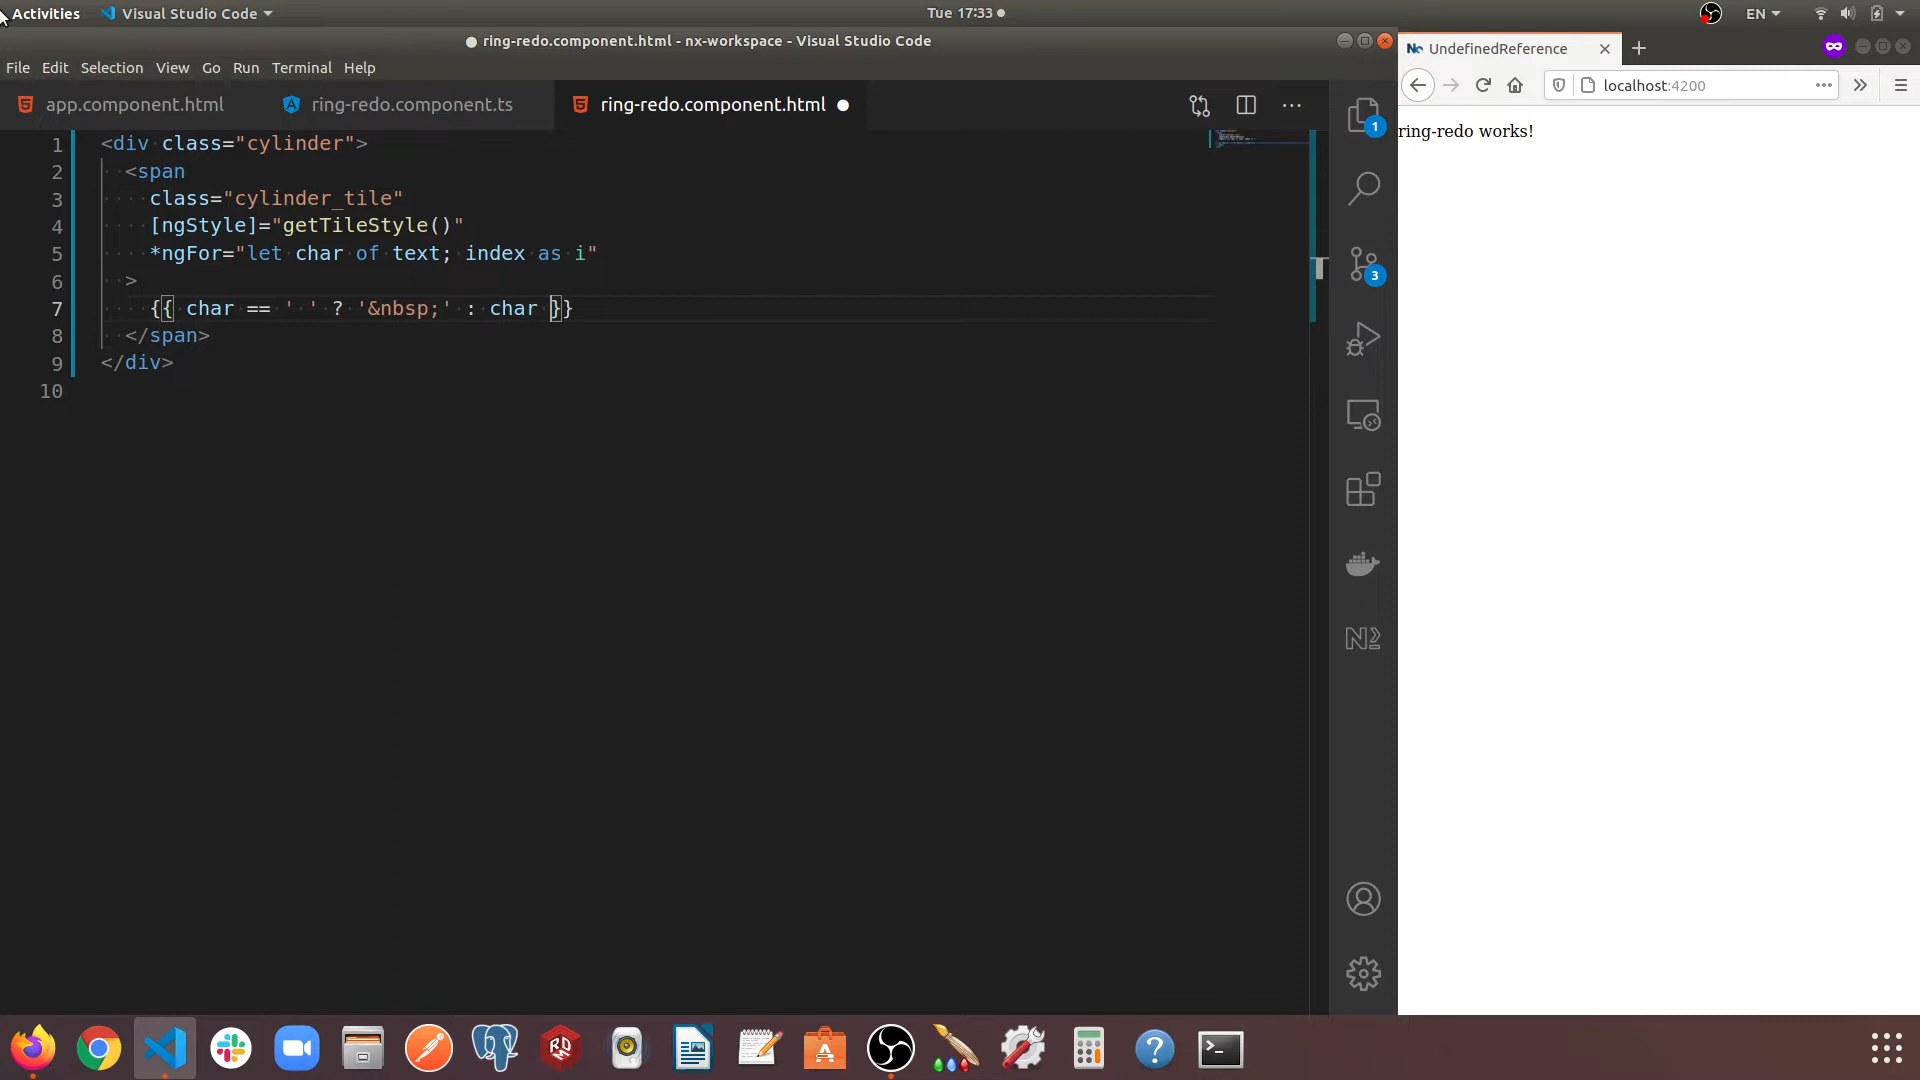 Activities
Visual Studio Code
Tue 17:33
EN
ring-redo.component.html - nx-workspace - Visual Studio Code
File Edit Selection View Go Run Terminal Help
app.component.html
ring-redo.component.ts
ring-redo.component.html
1 <div class="cylinder">
2 <span
3 class="cylinder_tile"
4 [ngStyle]="getTileStyle()"
5 *ngFor="let char of text; index as i"
6 >
7 {{ char == ' ' ? '&nbsp;' : char }}
8 </span>
9 </div>
10
1
3
UndefinedReference
localhost:4200
ring-redo works!